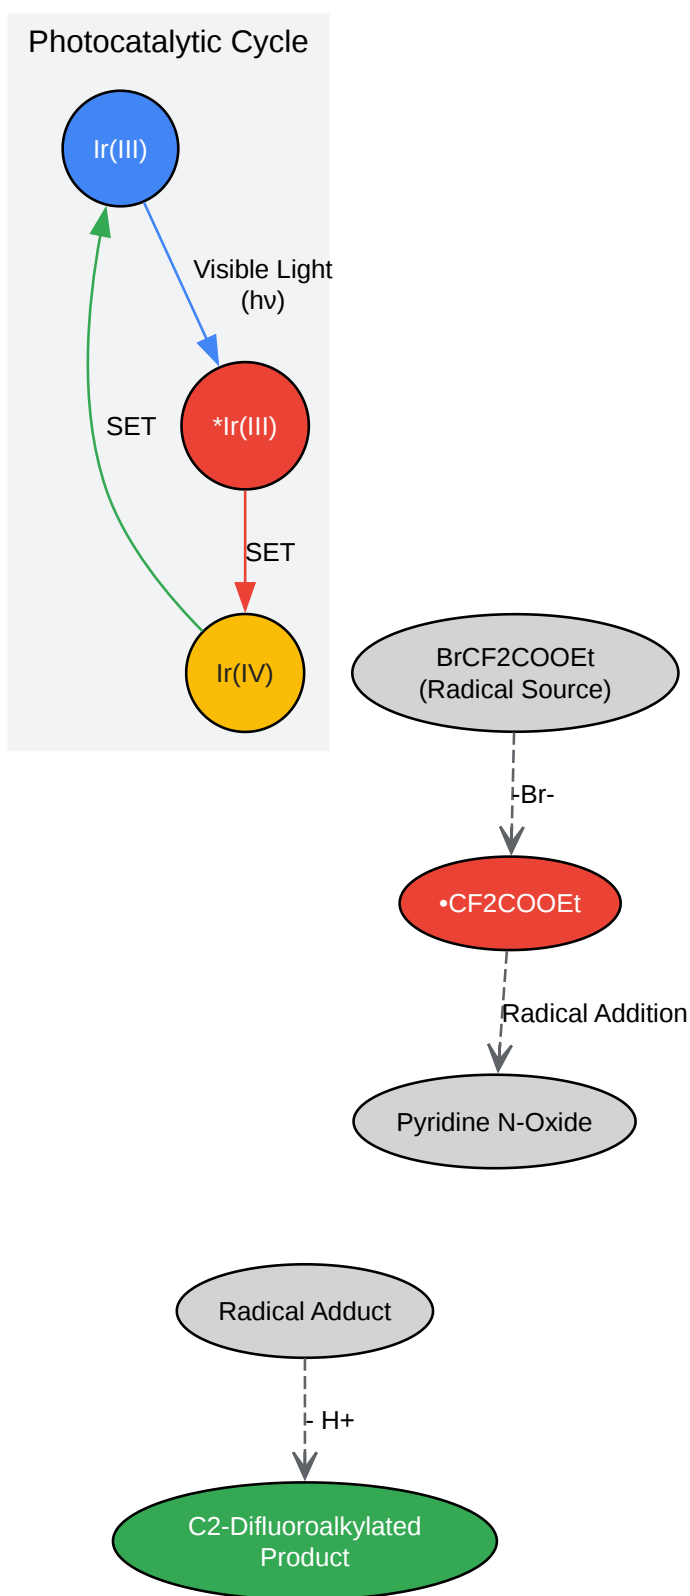 Photocatalytic Cycle
Ir(III)
Visible Light
(hν)
SET
*Ir(III)
SET
Ir(IV)
BrCF2COOEt
(Radical Source)
-Br-
•CF2COOEt
Radical Addition
Pyridine N-Oxide
Radical Adduct
- H+
C2-Difluoroalkylated
Product